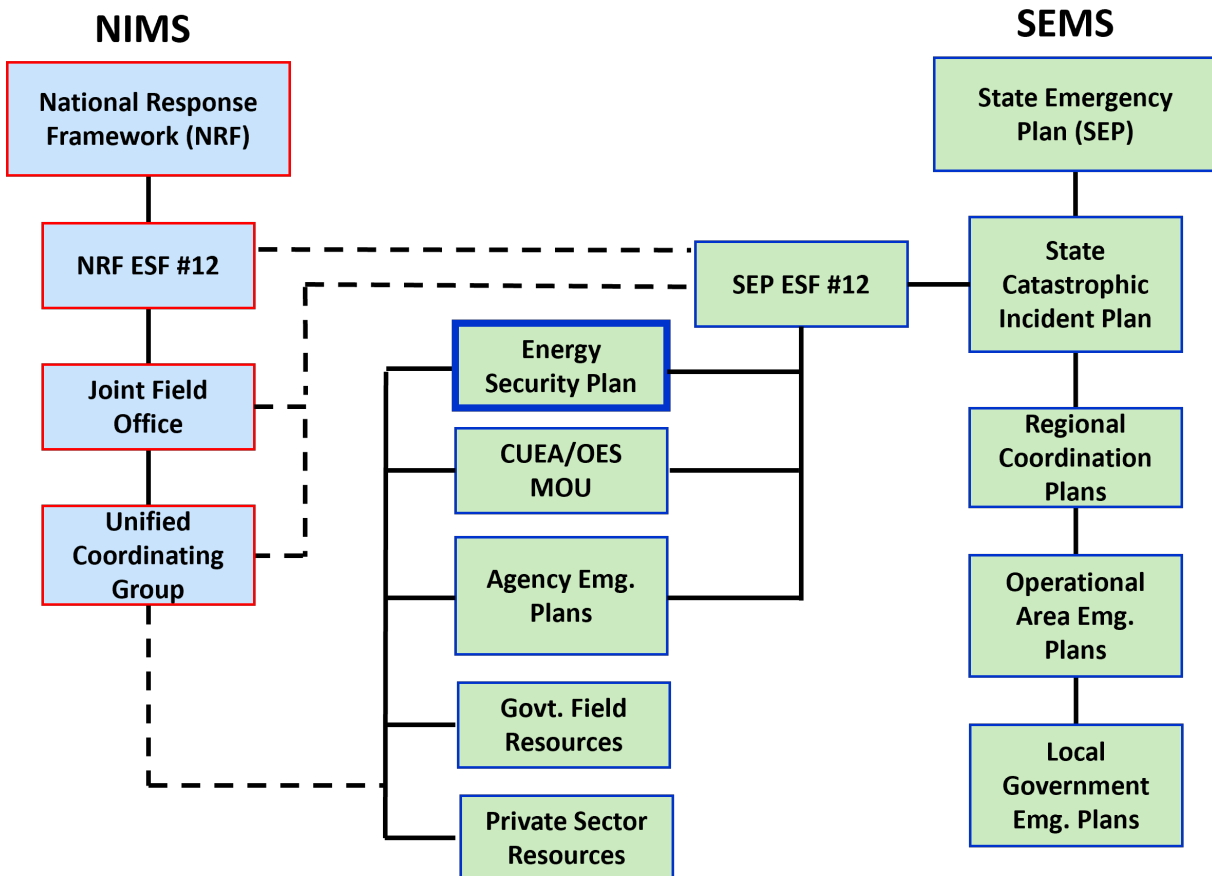 NIMS
SEMS
National Response
Framework (NRF)
NRF ESF #12
Joint Field
Office
Unified
Coordinating
Group
SEP ESF #12
Energy
Security Plan
CUEA/OES
MOU
Agency Emg.
Plans
Govt. Field
Resources
Private Sector
Resources
State Emergency
Plan (SEP)
State
Catastrophic
Incident Plan
Regional
Coordination
Plans
Operational
Area Emg.
Plans
Local
Government
Emg. Plans